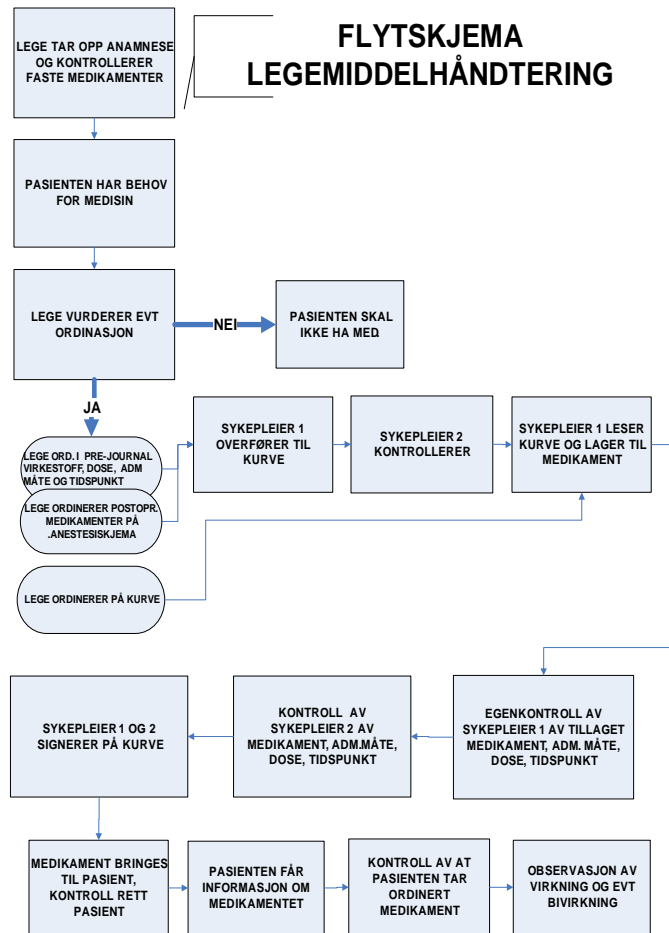 FLYTSKJEMA
LEGEMIDDELHÅNDTERING
LEGE TAR OPP ANAMNESE
OG KONTROLLERER
FASTE MEDIKAMENTER
PASIENTEN HAR BEHOV
FOR MEDISIN
LEGE VURDERER EVT
ORDINASJON
NEI
PASIENTEN SKAL
IKKE HA MED.
JA
LEGE ORD. I PRE-JOURNAL
VIRKESTOFF, DOSE, ADM
MÅTE OG TIDSPUNKT
LEGE ORDINERER POSTOPR.
MEDIKAMENTER PÅ
.ANESTESISKJEMA
LEGE ORDINERER PÅ KURVE
SYKEPLEIER 1
OVERFØRER TIL
KURVE
SYKEPLEIER 2
KONTROLLERER
SYKEPLEIER 1 LESER
KURVE OG LAGER TIL
MEDIKAMENT
EGENKONTROLL AV
SYKEPLEIER 1 AV TILLAGET
MEDIKAMENT, ADM. MÅTE,
DOSE, TIDSPUNKT
KONTROLL AV
SYKEPLEIER 2 AV
MEDIKAMENT, ADM.MÅTE,
DOSE, TIDSPUNKT
SYKEPLEIER 1 OG 2
SIGNERER PÅ KURVE
MEDIKAMENT BRINGES
TIL PASIENT,
KONTROLL RETT
PASIENT
PASIENTEN FÅR
INFORMASJON OM
MEDIKAMENTET
KONTROLL AV AT
PASIENTEN TAR
ORDINERT
MEDIKAMENT
OBSERVASJON AV
VIRKNING OG EVT
BIVIRKNING